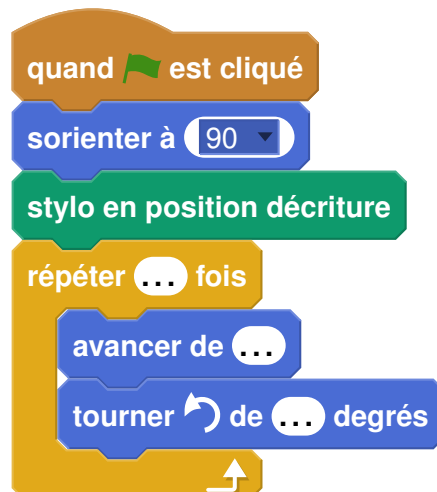 quand est cliqué
sorienter à 90
stylo en position décriture
répéter ... fois
avancer de ...
tourner de ... degrés